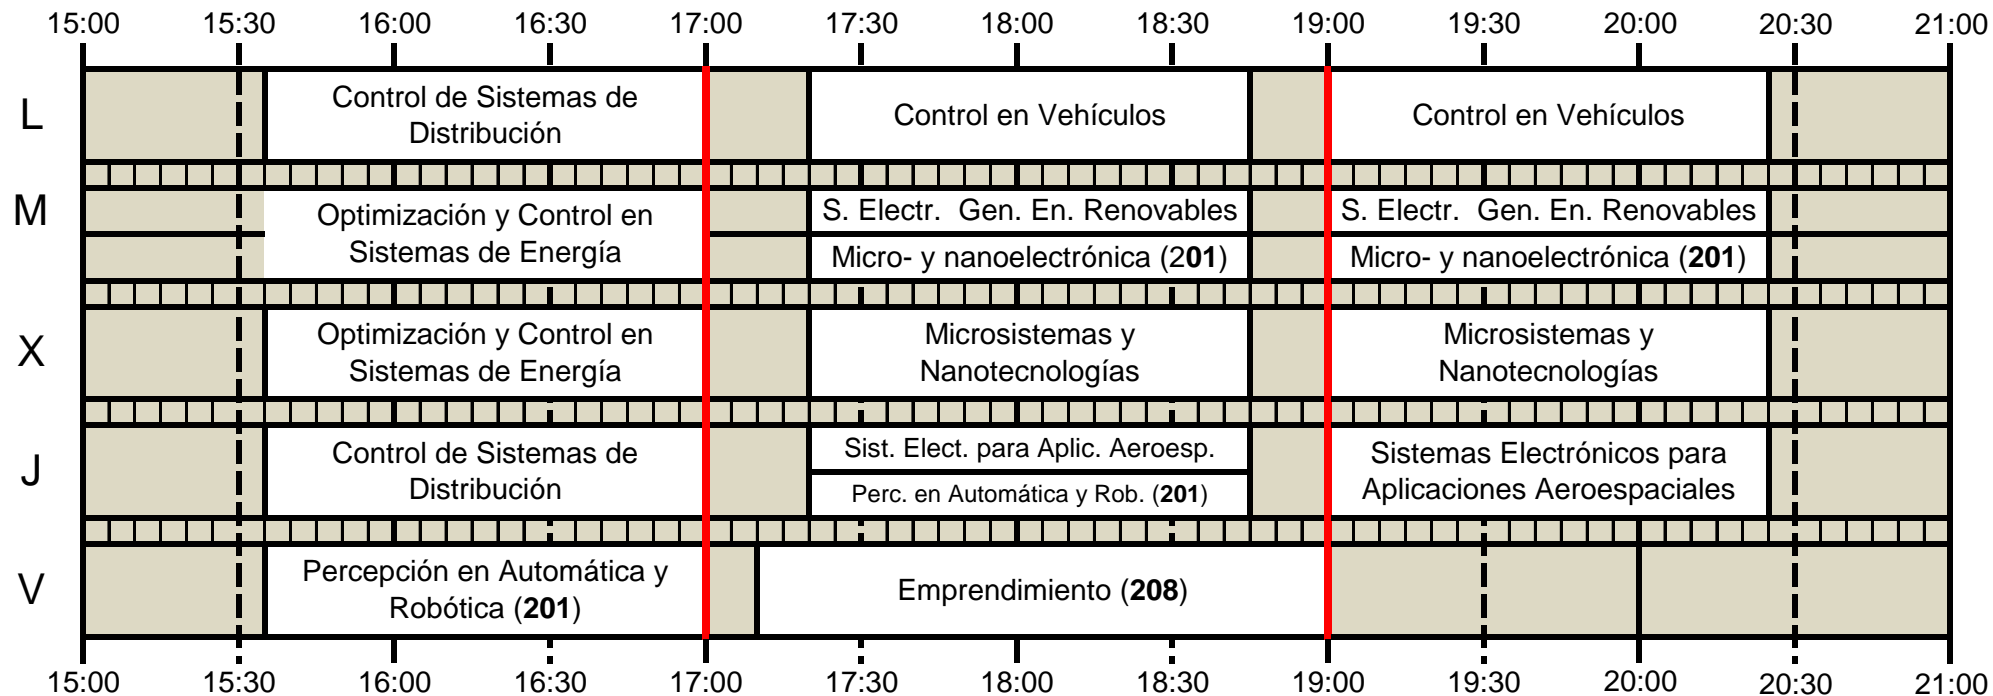 15:00 15:30 16:00 16:30 17:00 17:30 18:00 18:30 19:00 19:30 20:00 20:30 21:00
L
Control de Sistemas de
Distribución
Control en Vehículos
Control en Vehículos
M
Optimización y Control en
Sistemas de Energía
S. Electr. Gen. En. Renovables
Micro- y nanoelectrónica (201)
S. Electr. Gen. En. Renovables
Micro- y nanoelectrónica (201)
X
Optimización y Control en
Sistemas de Energía
Microsistemas y
Nanotecnologías
Microsistemas y
Nanotecnologías
J
Control de Sistemas de
Distribución
Sist. Elect. para Aplic. Aeroesp.
Perc. en Automática y Rob. (201)
Sistemas Electrónicos para
Aplicaciones Aeroespaciales
V
Percepción en Automática y
Robótica (201)
Emprendimiento (208)
15:00 15:30 16:00 16:30 17:00 17:30 18:00 18:30 19:00 19:30 20:00 20:30 21:00